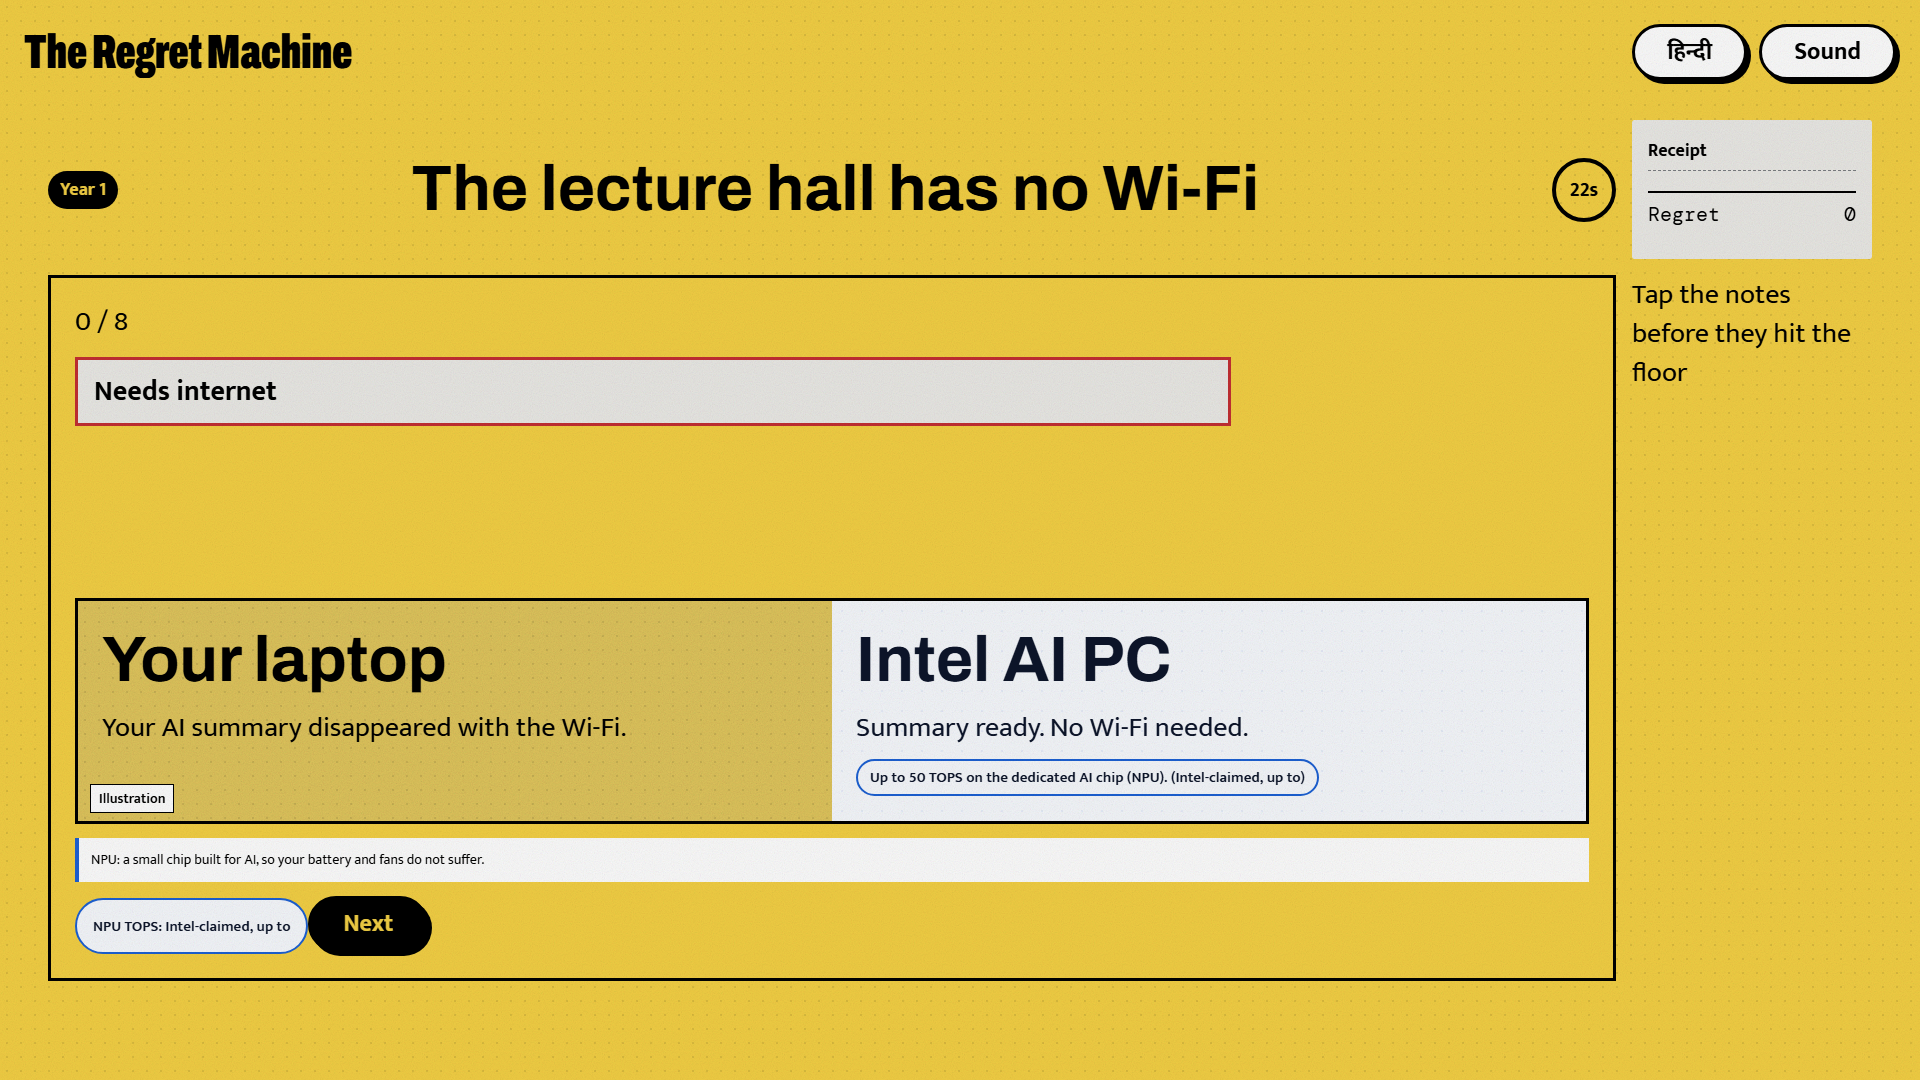 The Regret Machine
हिन्दी
Sound
Year 1
The lecture hall has no Wi-Fi
22s
Receipt
Regret 0
Tap the notes
before they hit the
floor
0 / 8
Needs internet
Your laptop
Your AI summary disappeared with the Wi-Fi.
Illustration
Intel AI PC
Summary ready. No Wi-Fi needed.
Up to 50 TOPS on the dedicated AI chip (NPU). (Intel-claimed, up to)
NPU: a small chip built for AI, so your battery and fans do not suffer.
NPU TOPS: Intel-claimed, up to
Next